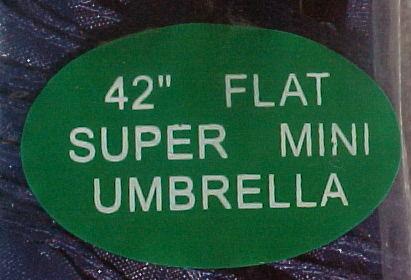 42" FLAT
SUPER MINI
UMBRELLA